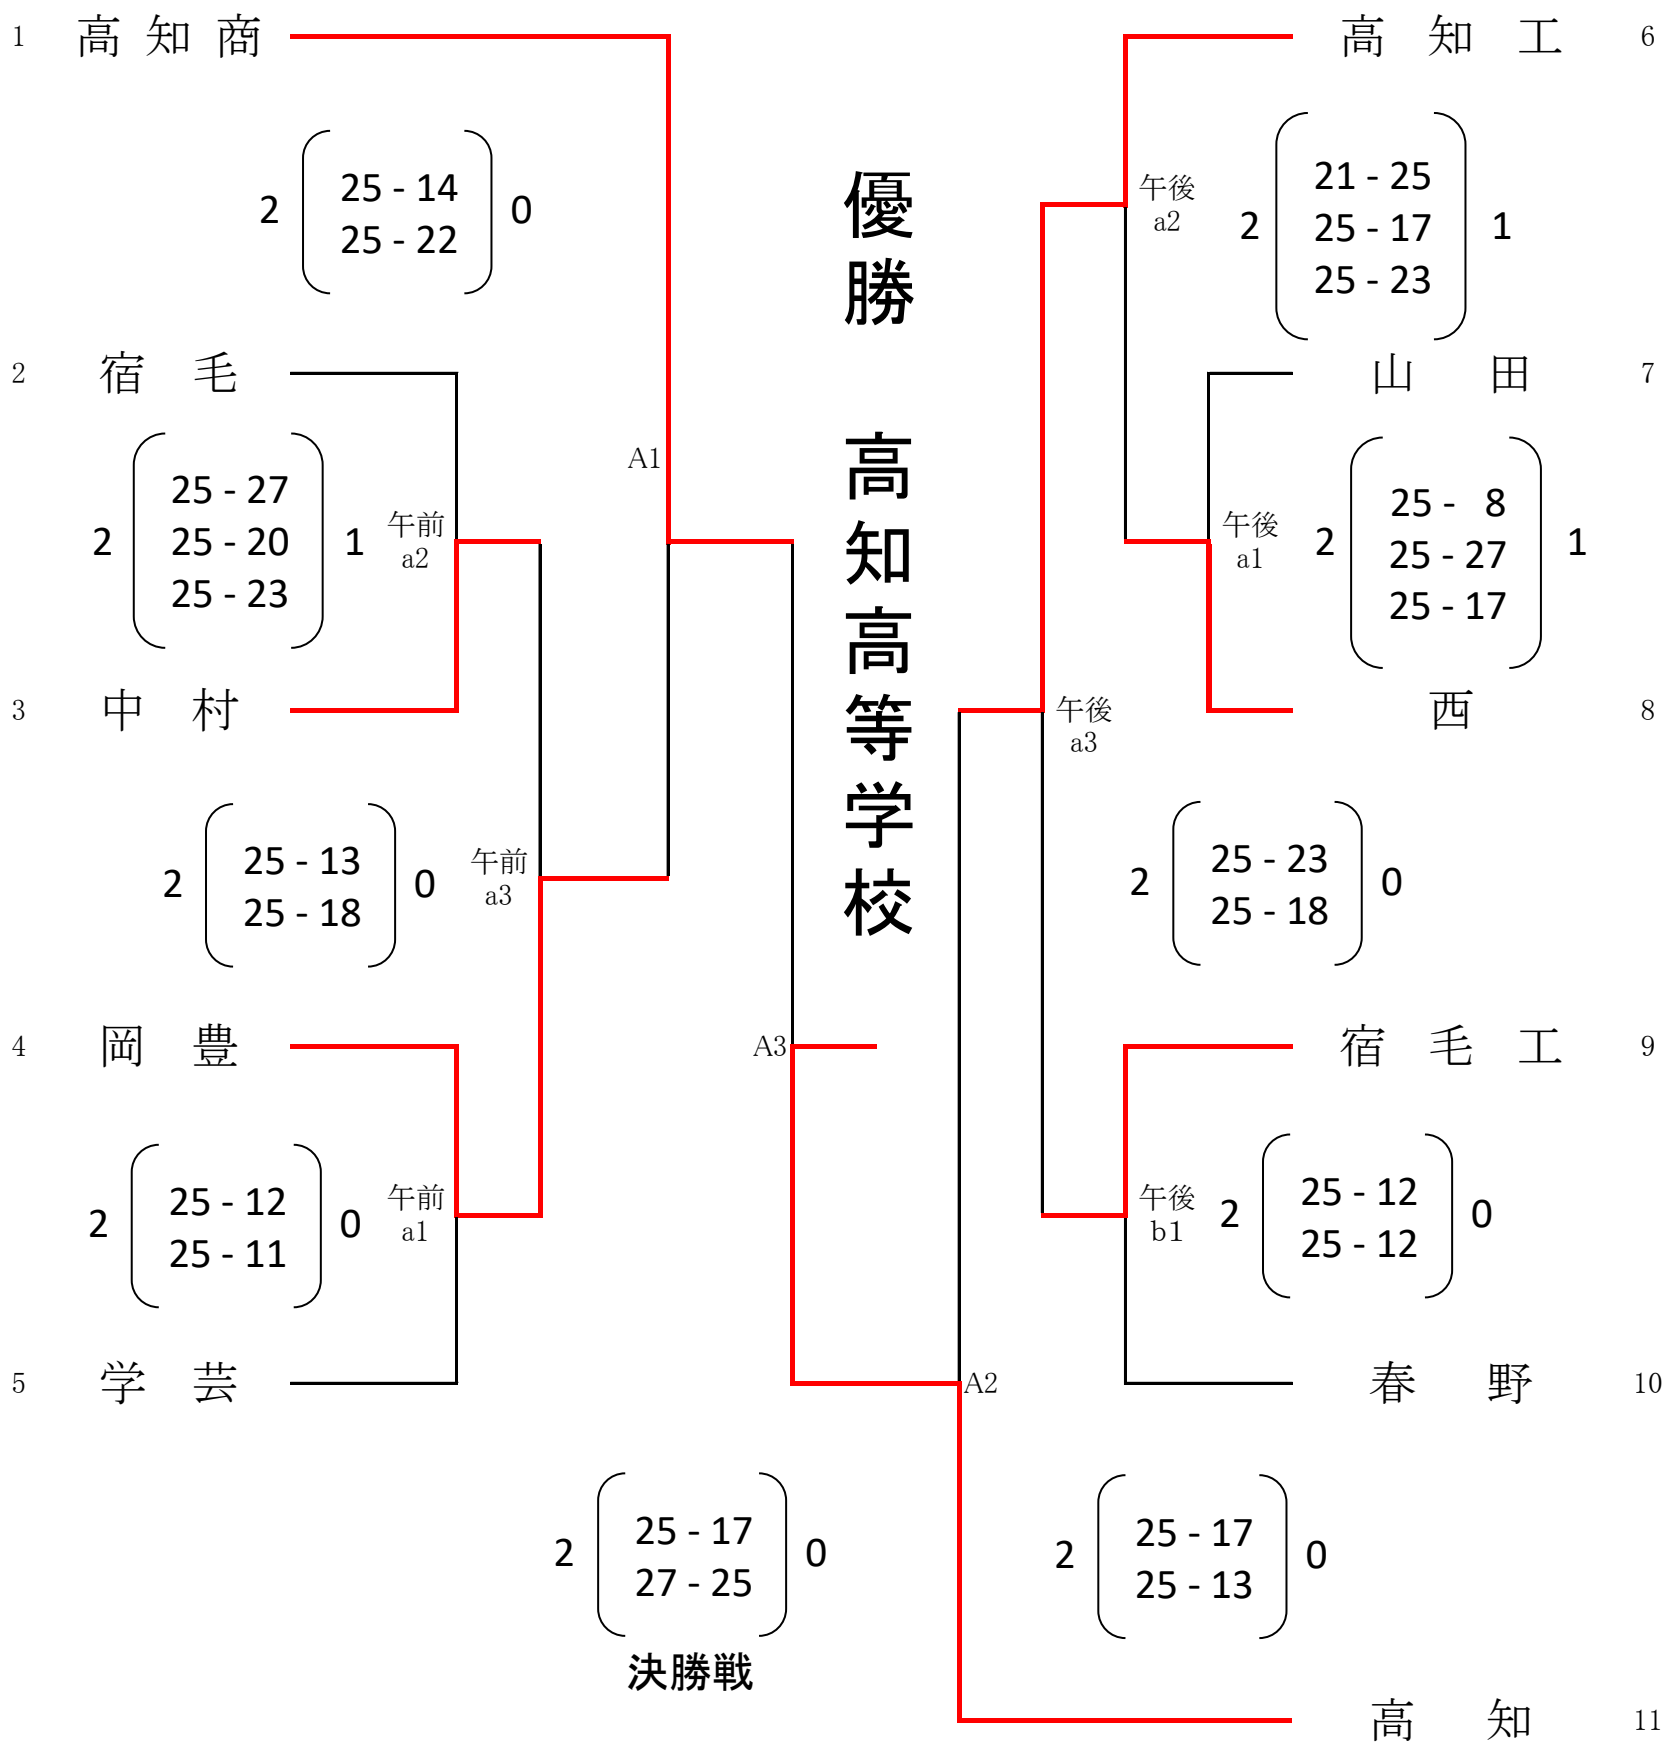 1 高知商
25 - 14
2 0
25 - 22
2 宿毛
25 - 27
2 25 - 20 1
25 - 23
午前
a2
3 中村
25 - 13
2 0
25 - 18
午前
a3
4 岡豊
25 - 12
2 0
25 - 11
午前
a1
5 学芸
A1
A3
優勝 高知高等学校
25 - 17
2 0
27 - 25
決勝戦
高知工 6
午後
a2
21 - 25
2 25 - 17 1
25 - 23
山田 7
午後
a1
25 - 8
2 25 - 27 1
25 - 17
西 8
午後
a3
25 - 23
2 0
25 - 18
宿毛工 9
午後
b1
25 - 12
2 0
25 - 12
春野 10
A2
25 - 17
2 0
25 - 13
高知 11